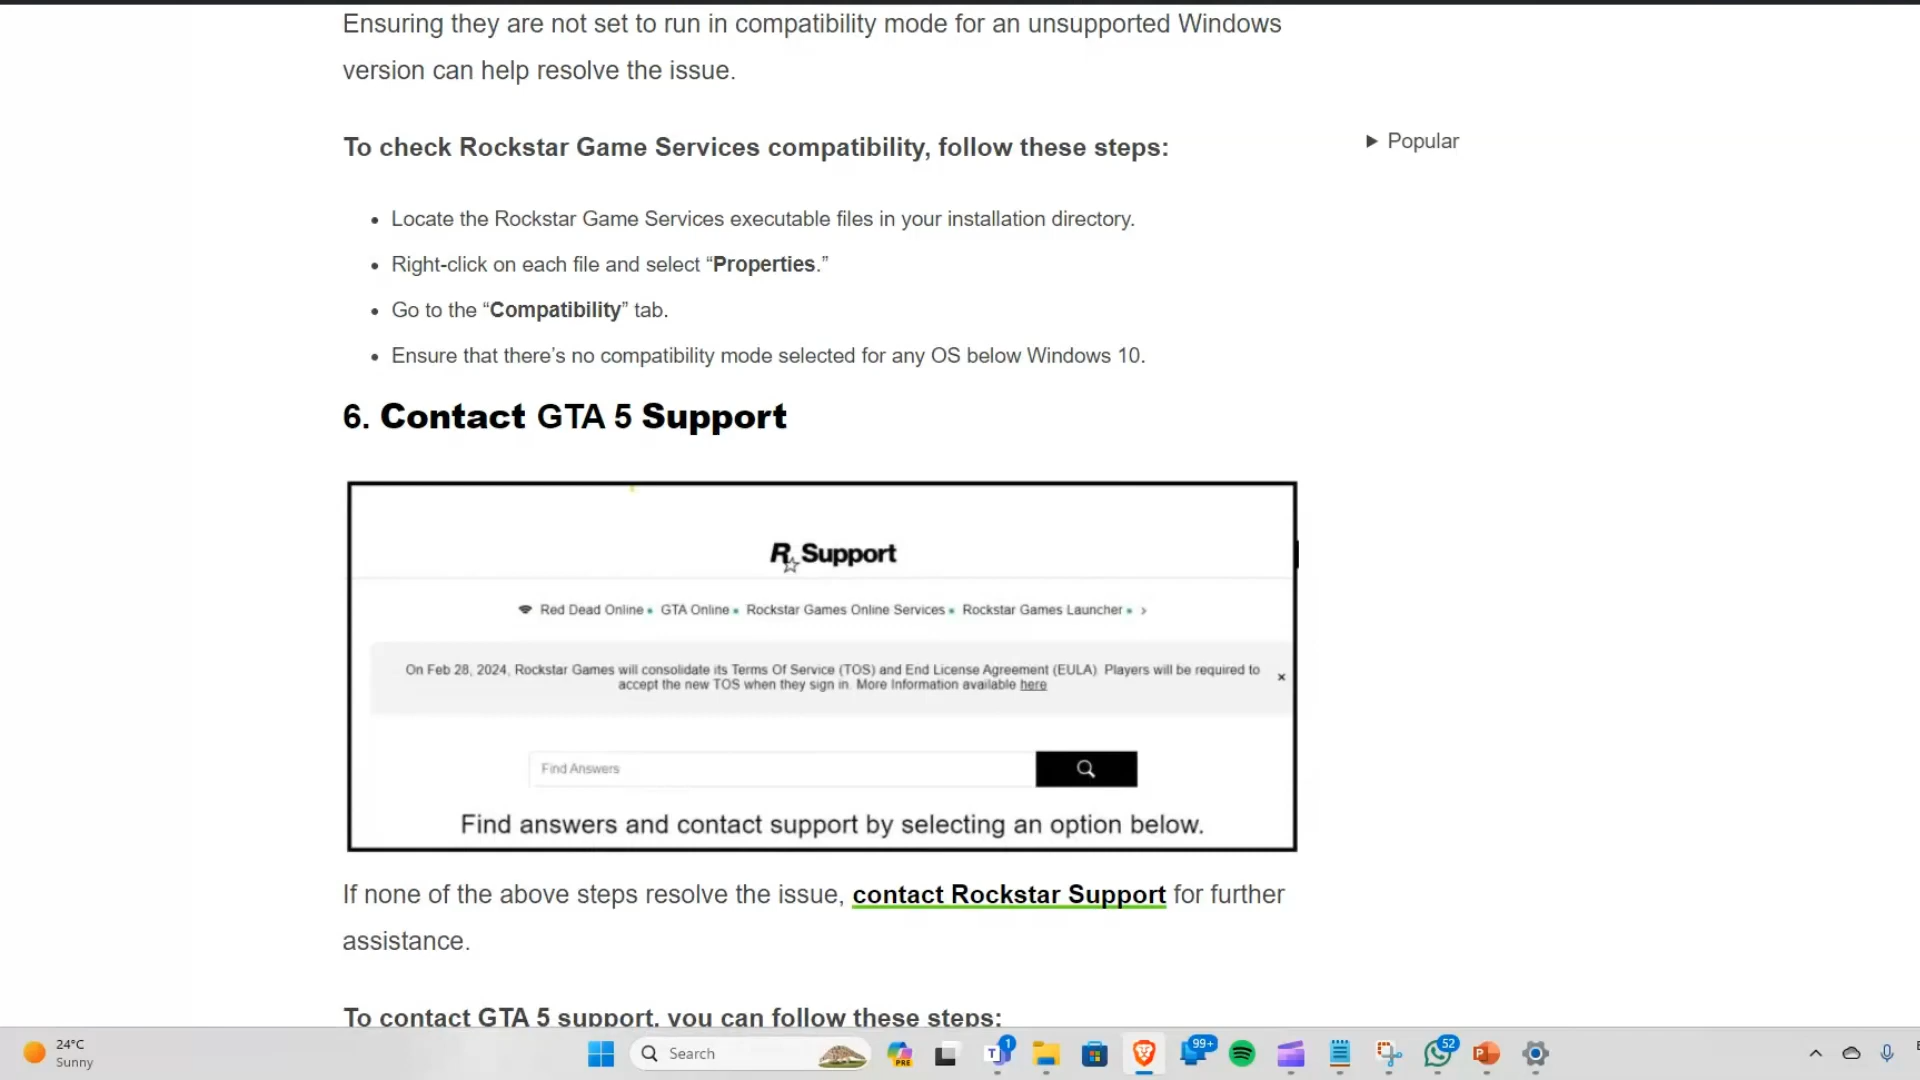 Ensuring they are not set to run in compatibility mode for an unsupported Windows
version can help resolve the issue.
To check Rockstar Game Services compatibility, follow these steps:
▶ Popular
• Locate the Rockstar Game Services executable files in your installation directory.
• Right-click on each file and select “Properties.”
• Go to the “Compatibility” tab.
• Ensure that there’s no compatibility mode selected for any OS below Windows 10.
6. Contact GTA 5 Support
R Support
Red Dead Online • GTA Online • Rockstar Games Online Services • Rockstar Games Launcher • ›
On Feb 28, 2024, Rockstar Games will consolidate its Terms Of Service (TOS) and End License Agreement (EULA). Players will be required to
accept the new TOS when they sign in. More Information available here
×
Find Answers
Find answers and contact support by selecting an option below.
If none of the above steps resolve the issue, contact Rockstar Support for further
assistance.
To contact GTA 5 support, you can follow these steps:
24°C
Sunny
Search
PRE
1
99+
52